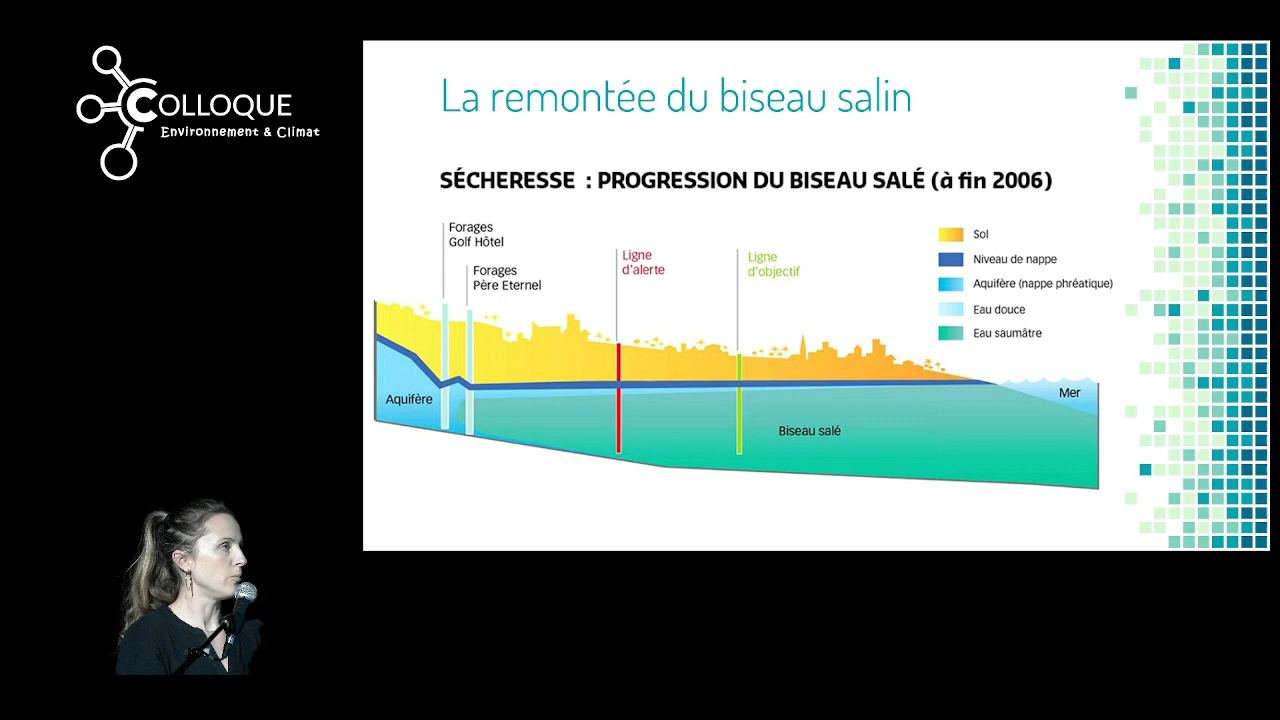 COLLOQUE
Environnement & Climat
La remontée du biseau salin
SÉCHERESSE : PROGRESSION DU BISEAU SALÉ (à fin 2006)
Forages
Golf Hôtel
Forages
Père Eternel
Ligne
d'alerte
Ligne
d'objectif
Sol
Niveau de nappe
Aquifère (nappe phréatique)
Eau douce
Eau saumâtre
Aquifère
Mer
Biseau salé